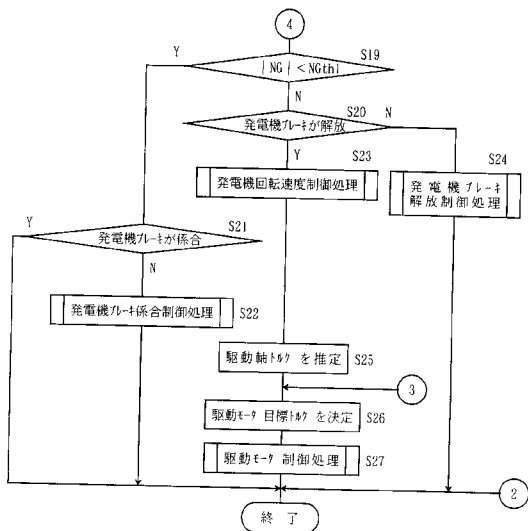 4
Y
|NG|<NGth1
S19
N
S20
発電機ブレーキが解放
N
Y
S23
S24
発電機回転速度制御処理
発電機ブレーキ
解放制御処理
Y
S21
発電機ブレーキが係合
N
発電機ブレーキ係合制御処理
S22
駆動軸トルク を推定
S25
3
駆動モータ 目標トルク を決定
S26
駆動モータ 制御処理
S27
2
終 了